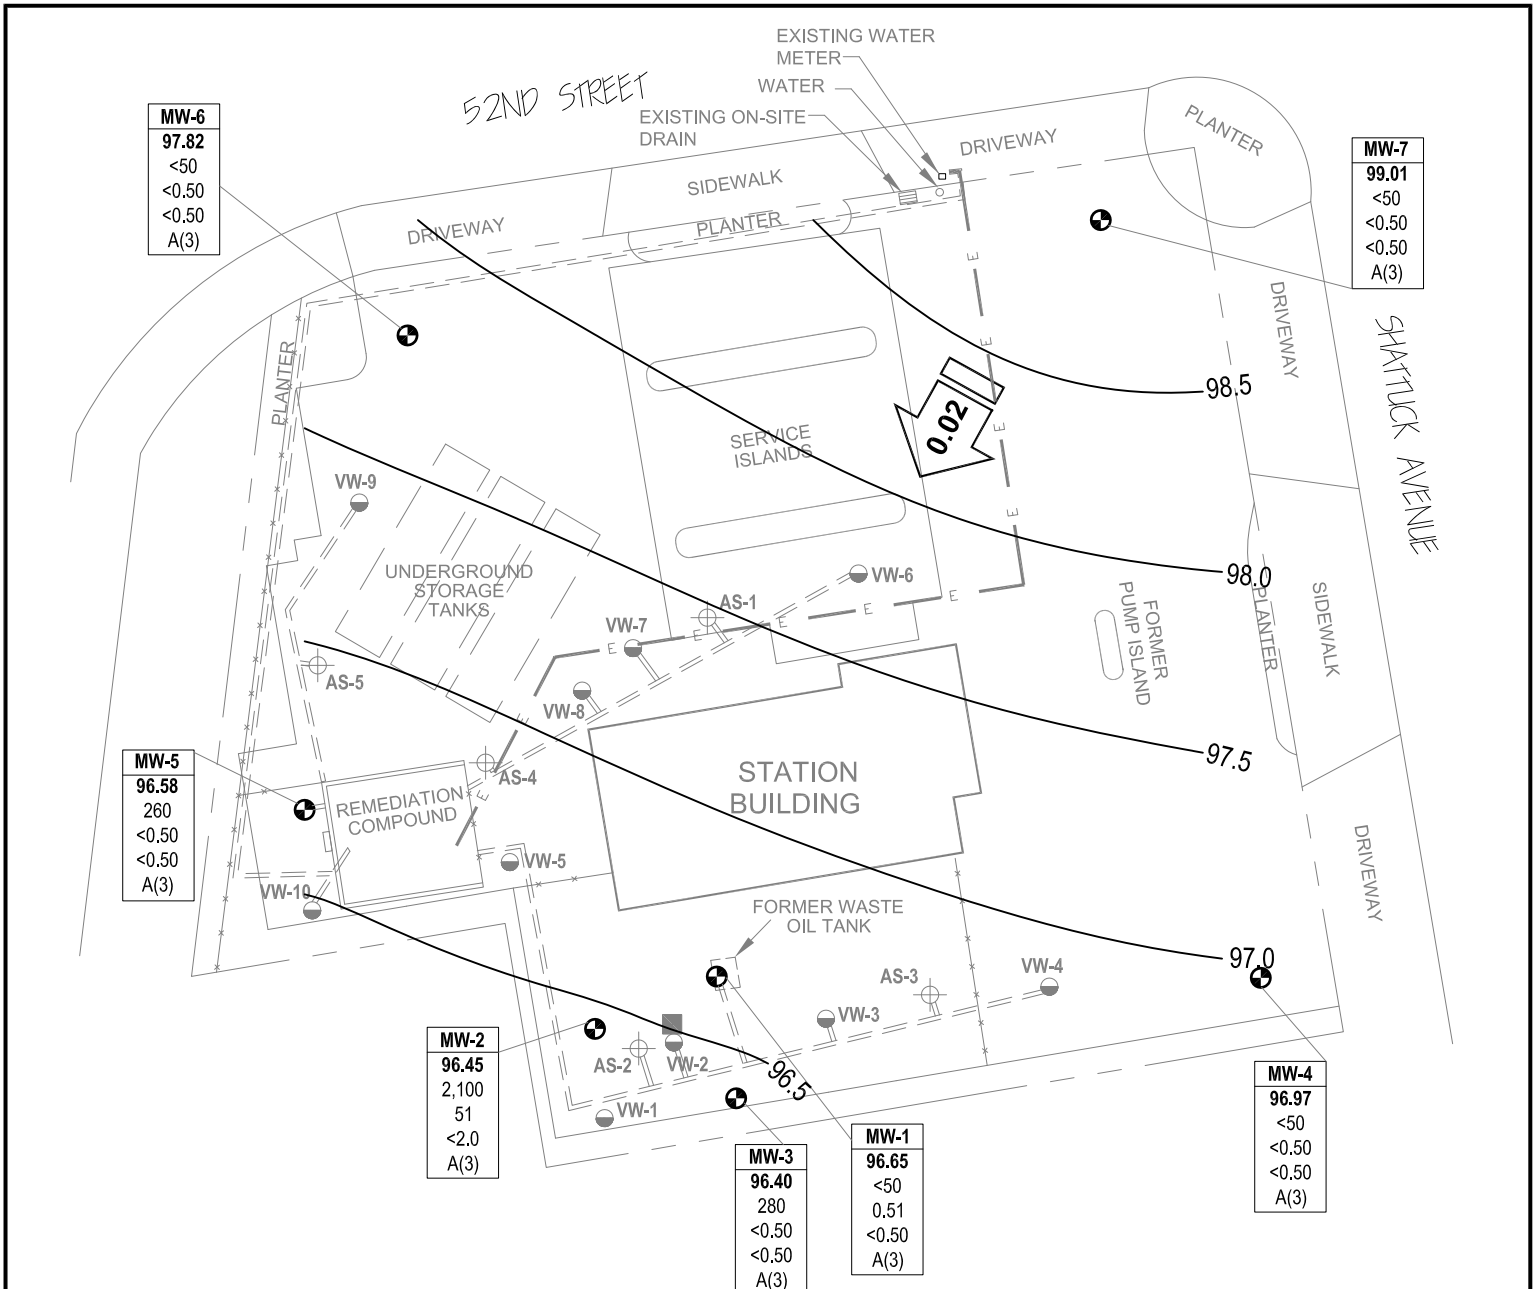 EXISTING WATER
METER
WATER
EXISTING ON-SITE
DRAIN
52ND STREET
MW-6
97.82
<50
<0.50
<0.50
A(3)
DRIVEWAY
SIDEWALK
PLANTER
DRIVEWAY
PLANTER
MW-7
99.01
<50
<0.50
<0.50
A(3)
DRIVEWAY
SHATTUCK AVENUE
PLANTER
98.5
0.02
SERVICE
ISLANDS
E
E
E
E
E
E
E
E
E
E
E
VW-9
UNDERGROUND
STORAGE
TANKS
VW-6
AS-1
VW-7
98.0
PLANTER
SIDEWALK
FORMER
PUMP ISLAND
AS-5
VW-8
97.5
MW-5
96.58
260
<0.50
<0.50
A(3)
AS-4
REMEDIATION
COMPOUND
STATION
BUILDING
DRIVEWAY
VW-5
VW-10
FORMER WASTE
OIL TANK
97.0
AS-3
VW-4
VW-3
MW-2
96.45
2,100
51
<2.0
A(3)
AS-2
VW-2
96.5
VW-1
MW-3
96.40
280
<0.50
<0.50
A(3)
MW-1
96.65
<50
0.51
<0.50
A(3)
MW-4
96.97
<50
<0.50
<0.50
A(3)